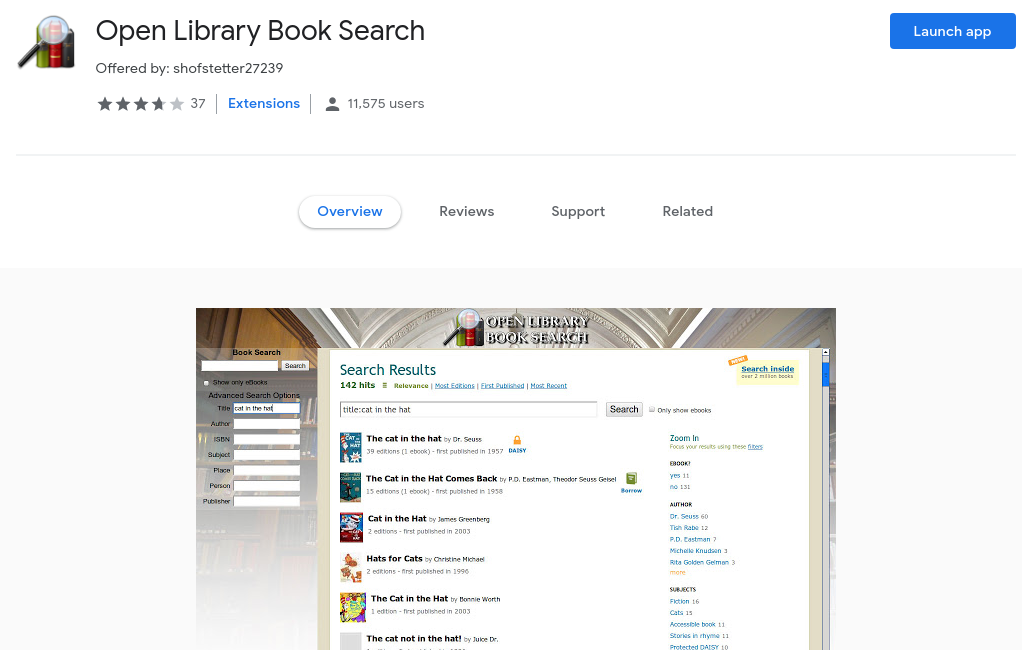 Open Library Book Search
Launch app
Offered by: shofstetter27239
37 Extensions 11,575 users
Overview Reviews Support Related
OPEN LIBRARY
BOOK SEARCH
Book Search
Search
Show only eBooks
Advanced Search Options
Title cat in the hat
Author
ISBN
Subject
Place
Person
Publisher
Search Results
142 hits Relevance | Most Editions | First Published | Most Recent
NEW!
Search inside
over 2 million books
title:cat in the hat Search Only show ebooks
The cat in the hat by Dr. Seuss
39 editions (1 ebook) - first published in 1957
DAISY
The Cat in the Hat Comes Back by P.D. Eastman, Theodor Seuss Geisel
15 editions (1 ebook) - first published in 1958
Borrow
Cat in the Hat by James Greenberg
2 editions - first published in 2003
Hats for Cats by Christine Michael
2 editions - first published in 1996
The Cat in the Hat by Bonnie Worth
1 edition - first published in 2003
The cat not in the hat! by Juice Dr.
Zoom In
Focus your results using these filters
EBOOK?
yes 11
no 131
AUTHOR
Dr. Seuss 60
Tish Rabe 12
P.D. Eastman 7
Michelle Knudsen 3
Rita Golden Gelman 3
more
SUBJECTS
Fiction 16
Cats 15
Accessible book 11
Stories in rhyme 11
Protected DAISY 10